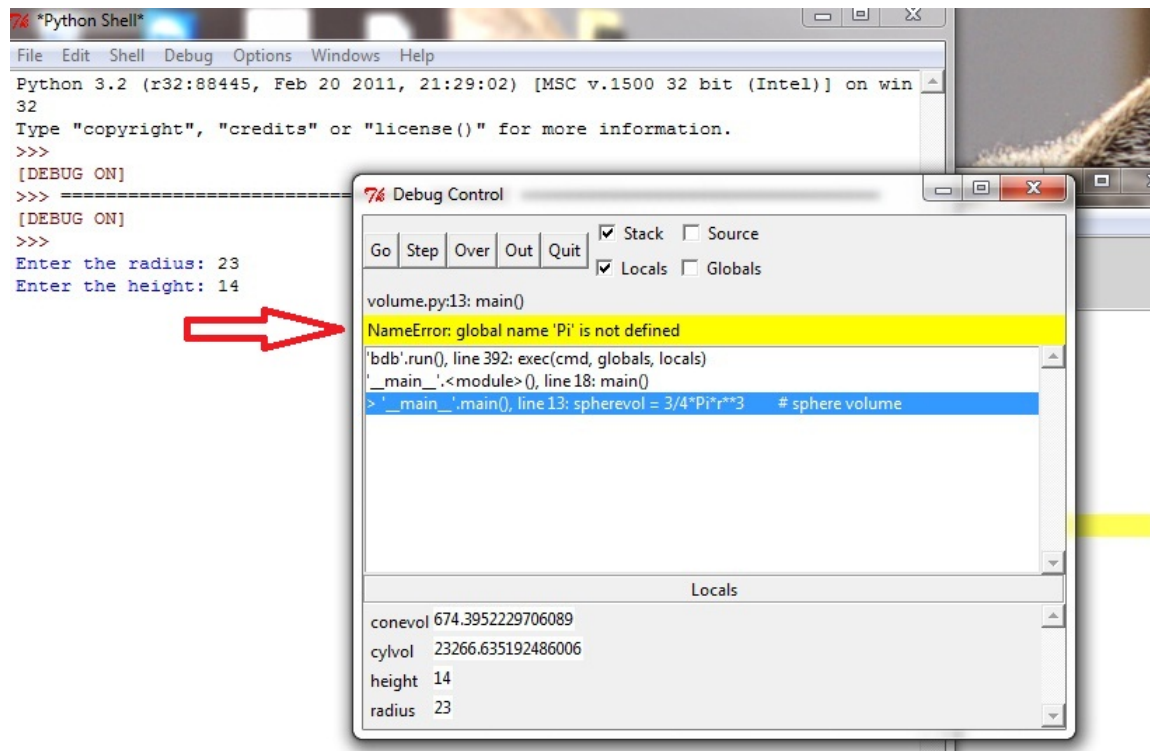 *Python Shell*
File Edit Shell Debug Options Windows Help
Python 3.2 (r32:88445, Feb 20 2011, 21:29:02) [MSC v.1500 32 bit (Intel)] on win
32
Type "copyright", "credits" or "license()" for more information.
>>>
[DEBUG ON]
>>> =============================
[DEBUG ON]
>>>
Enter the radius: 23
Enter the height: 14
Debug Control
Go Step Over Out Quit Stack Source
Locals Globals
volume.py:13: main()
NameError: global name 'Pi' is not defined
'bdb'.run(), line 392: exec(cmd, globals, locals)
'__main__'.<module>(), line 18: main()
> '__main__'.main(), line 13: spherevol = 3/4*Pi*r**3 # sphere volume
Locals
conevol 674.3952229706089
cylvol 23266.635192486006
height 14
radius 23